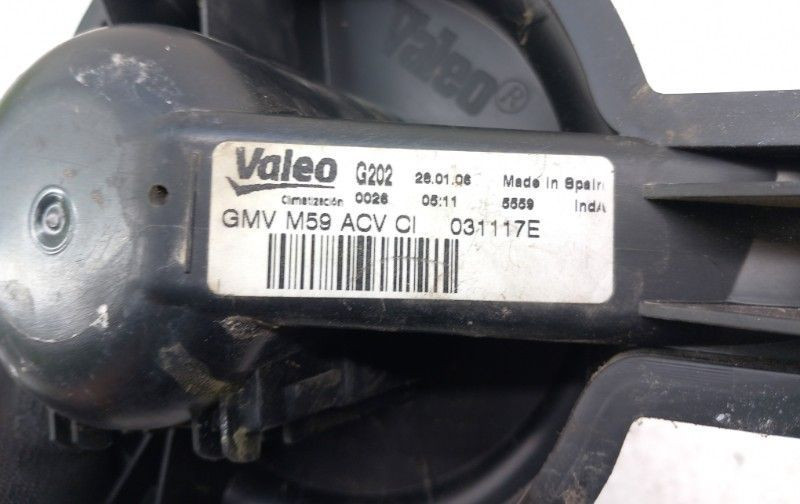 Valeo®
Valeo G202 26.01.06 Made in Spain
Climatización 0026 05:11 5559 IndA
GMV M59 ACV CI 031117E